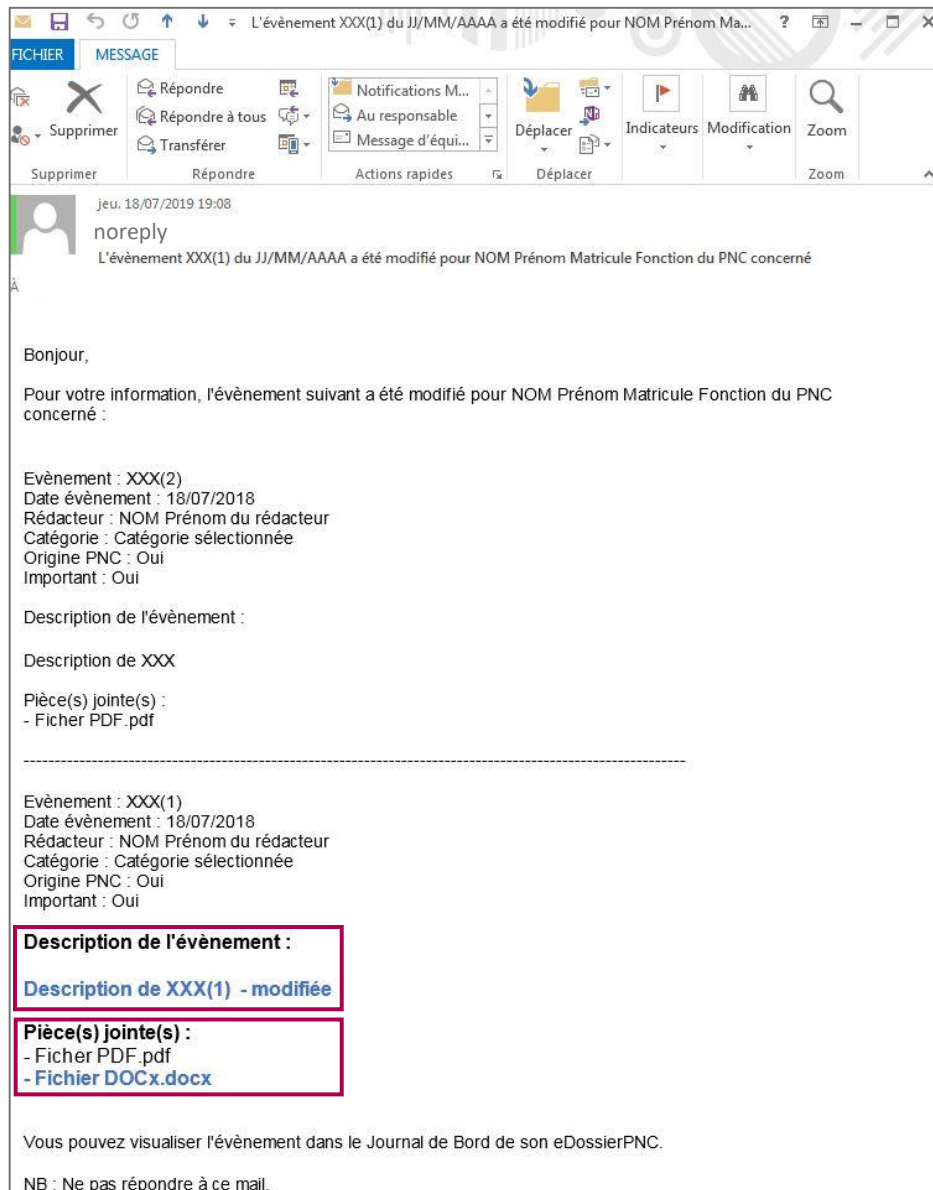 L'évènement XXX(1) du JJ/MM/AAAA a été modifié pour NOM Prénom Ma... ?
FICHIER MESSAGE
Supprimer
Répondre
Répondre à tous
Transférer
Notifications M...
Au responsable
Message d'équi...
Déplacer
Indicateurs
Modification
Zoom
Supprimer Répondre Actions rapides Déplacer Zoom
jeu. 18/07/2019 19:08
noreply
L'évènement XXX(1) du JJ/MM/AAAA a été modifié pour NOM Prénom Matricule Fonction du PNC concerné
À
Bonjour,
Pour votre information, l'évènement suivant a été modifié pour NOM Prénom Matricule Fonction du PNC
concerné :
Evènement : XXX(2)
Date évènement : 18/07/2018
Rédacteur : NOM Prénom du rédacteur
Catégorie : Catégorie sélectionnée
Origine PNC : Oui
Important : Oui
Description de l'évènement :
Description de XXX
Pièce(s) jointe(s) :
- Ficher PDF.pdf
-----------------------------------------------------------------------------------------------------------
Evènement : XXX(1)
Date évènement : 18/07/2018
Rédacteur : NOM Prénom du rédacteur
Catégorie : Catégorie sélectionnée
Origine PNC : Oui
Important : Oui
Description de l'évènement :
Description de XXX(1) - modifiée
Pièce(s) jointe(s) :
- Ficher PDF.pdf
- Fichier DOCx.docx
Vous pouvez visualiser l'évènement dans le Journal de Bord de son eDossierPNC.
NB : Ne pas répondre à ce mail.